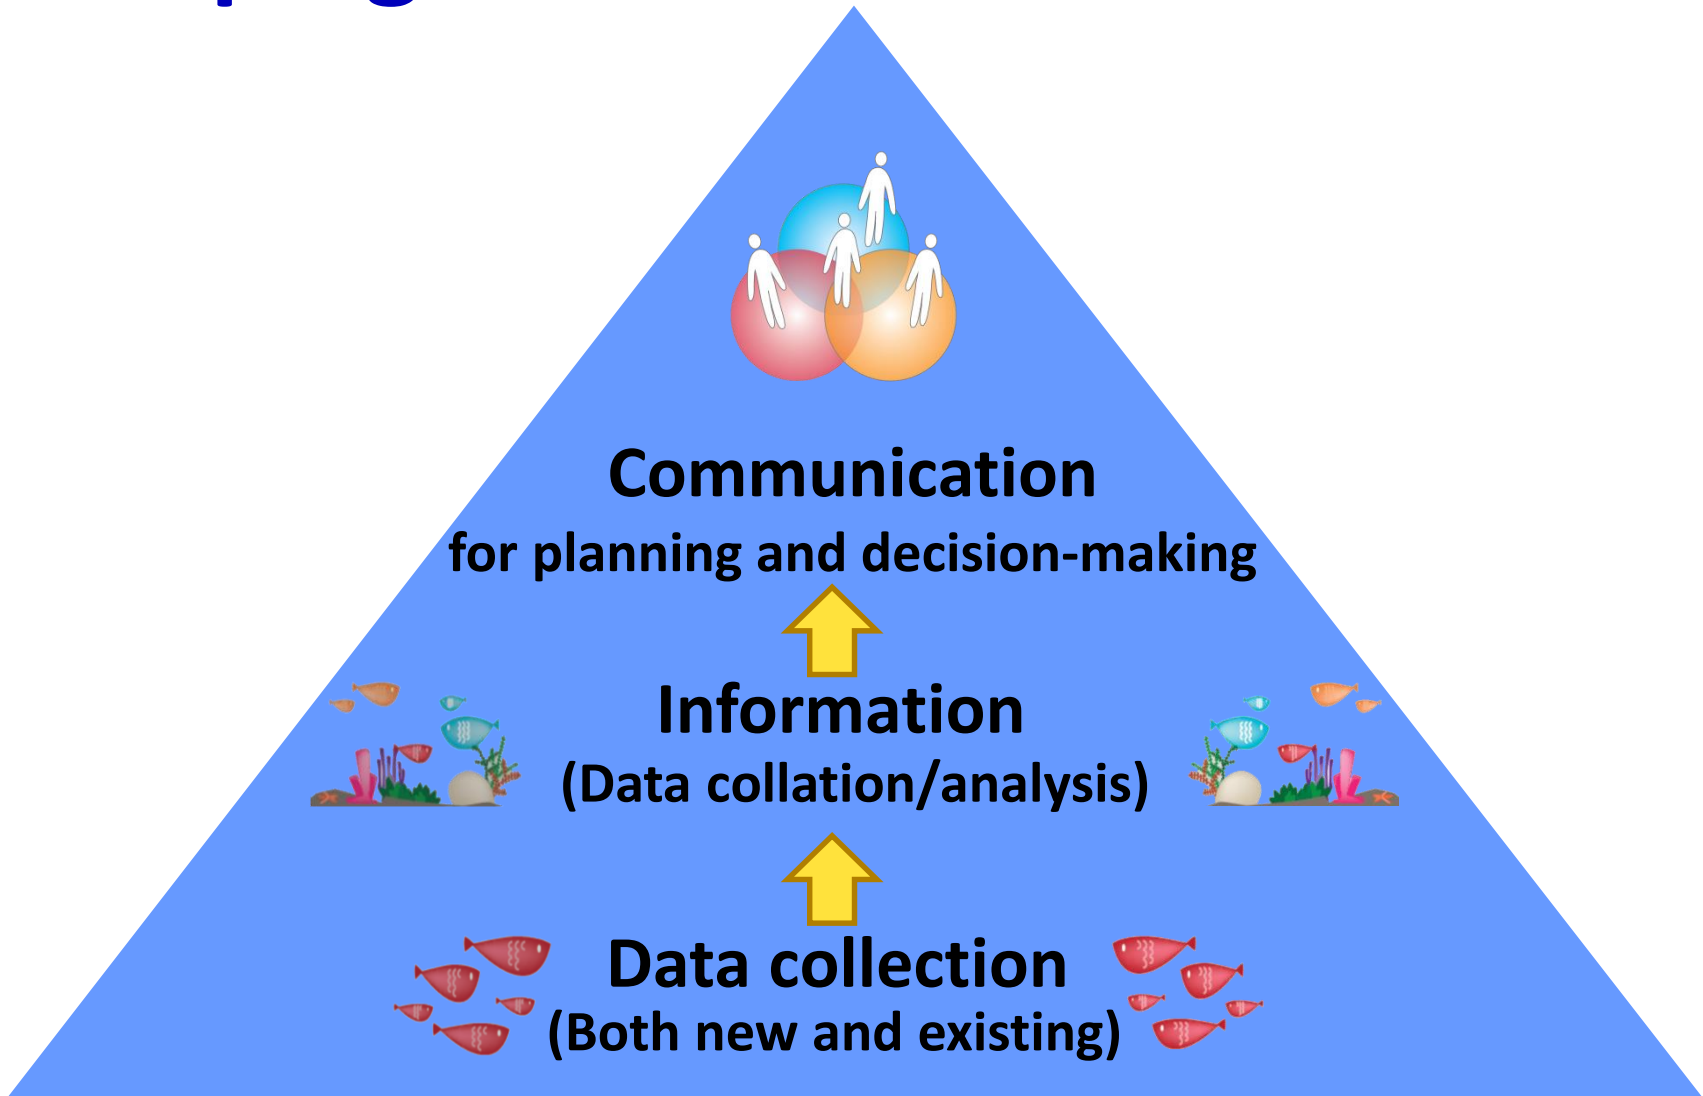 Communication
for planning and decision-making
Information
(Data collation/analysis)
Data collection
(Both new and existing)